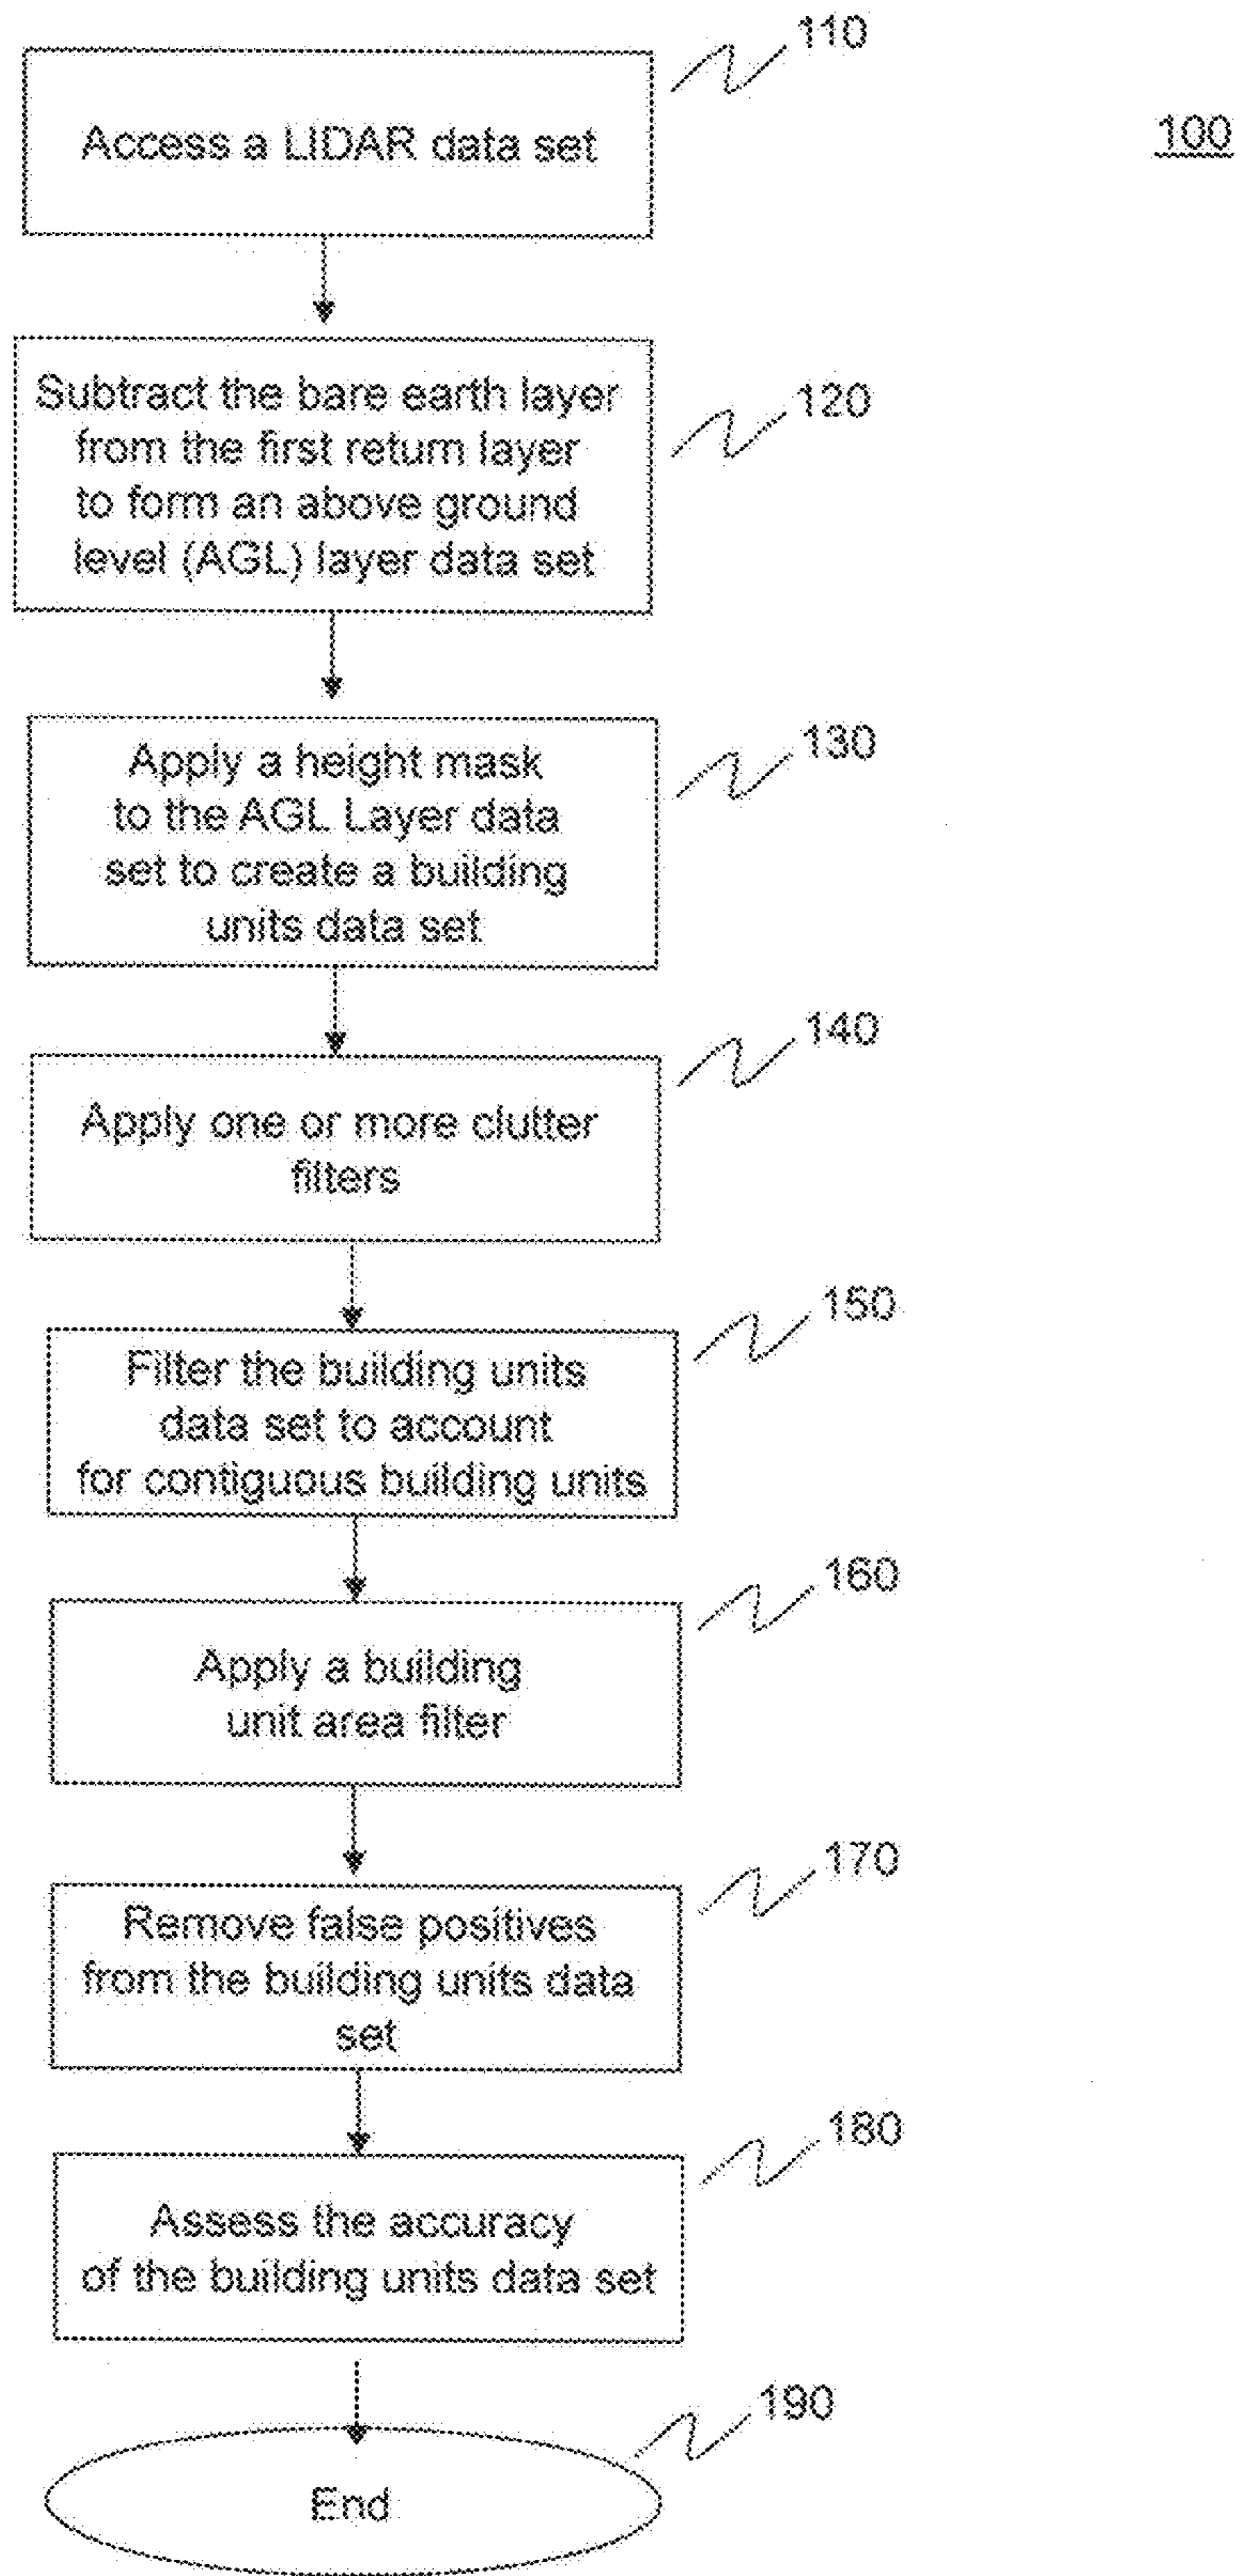 110
100
Access a LIDAR data set
120
Subtract the bare earth layer
from the first return layer
to form an above ground
level (AGL) layer data set
130
Apply a height mask
to the AGL Layer data
set to create a building
units data set
140
Apply one or more clutter
filters
150
Filter the building units
data set to account
for contiguous building units
160
Apply a building
unit area filter
170
Remove false positives
from the building units data
set
180
Assess the accuracy
of the building units data set
190
End